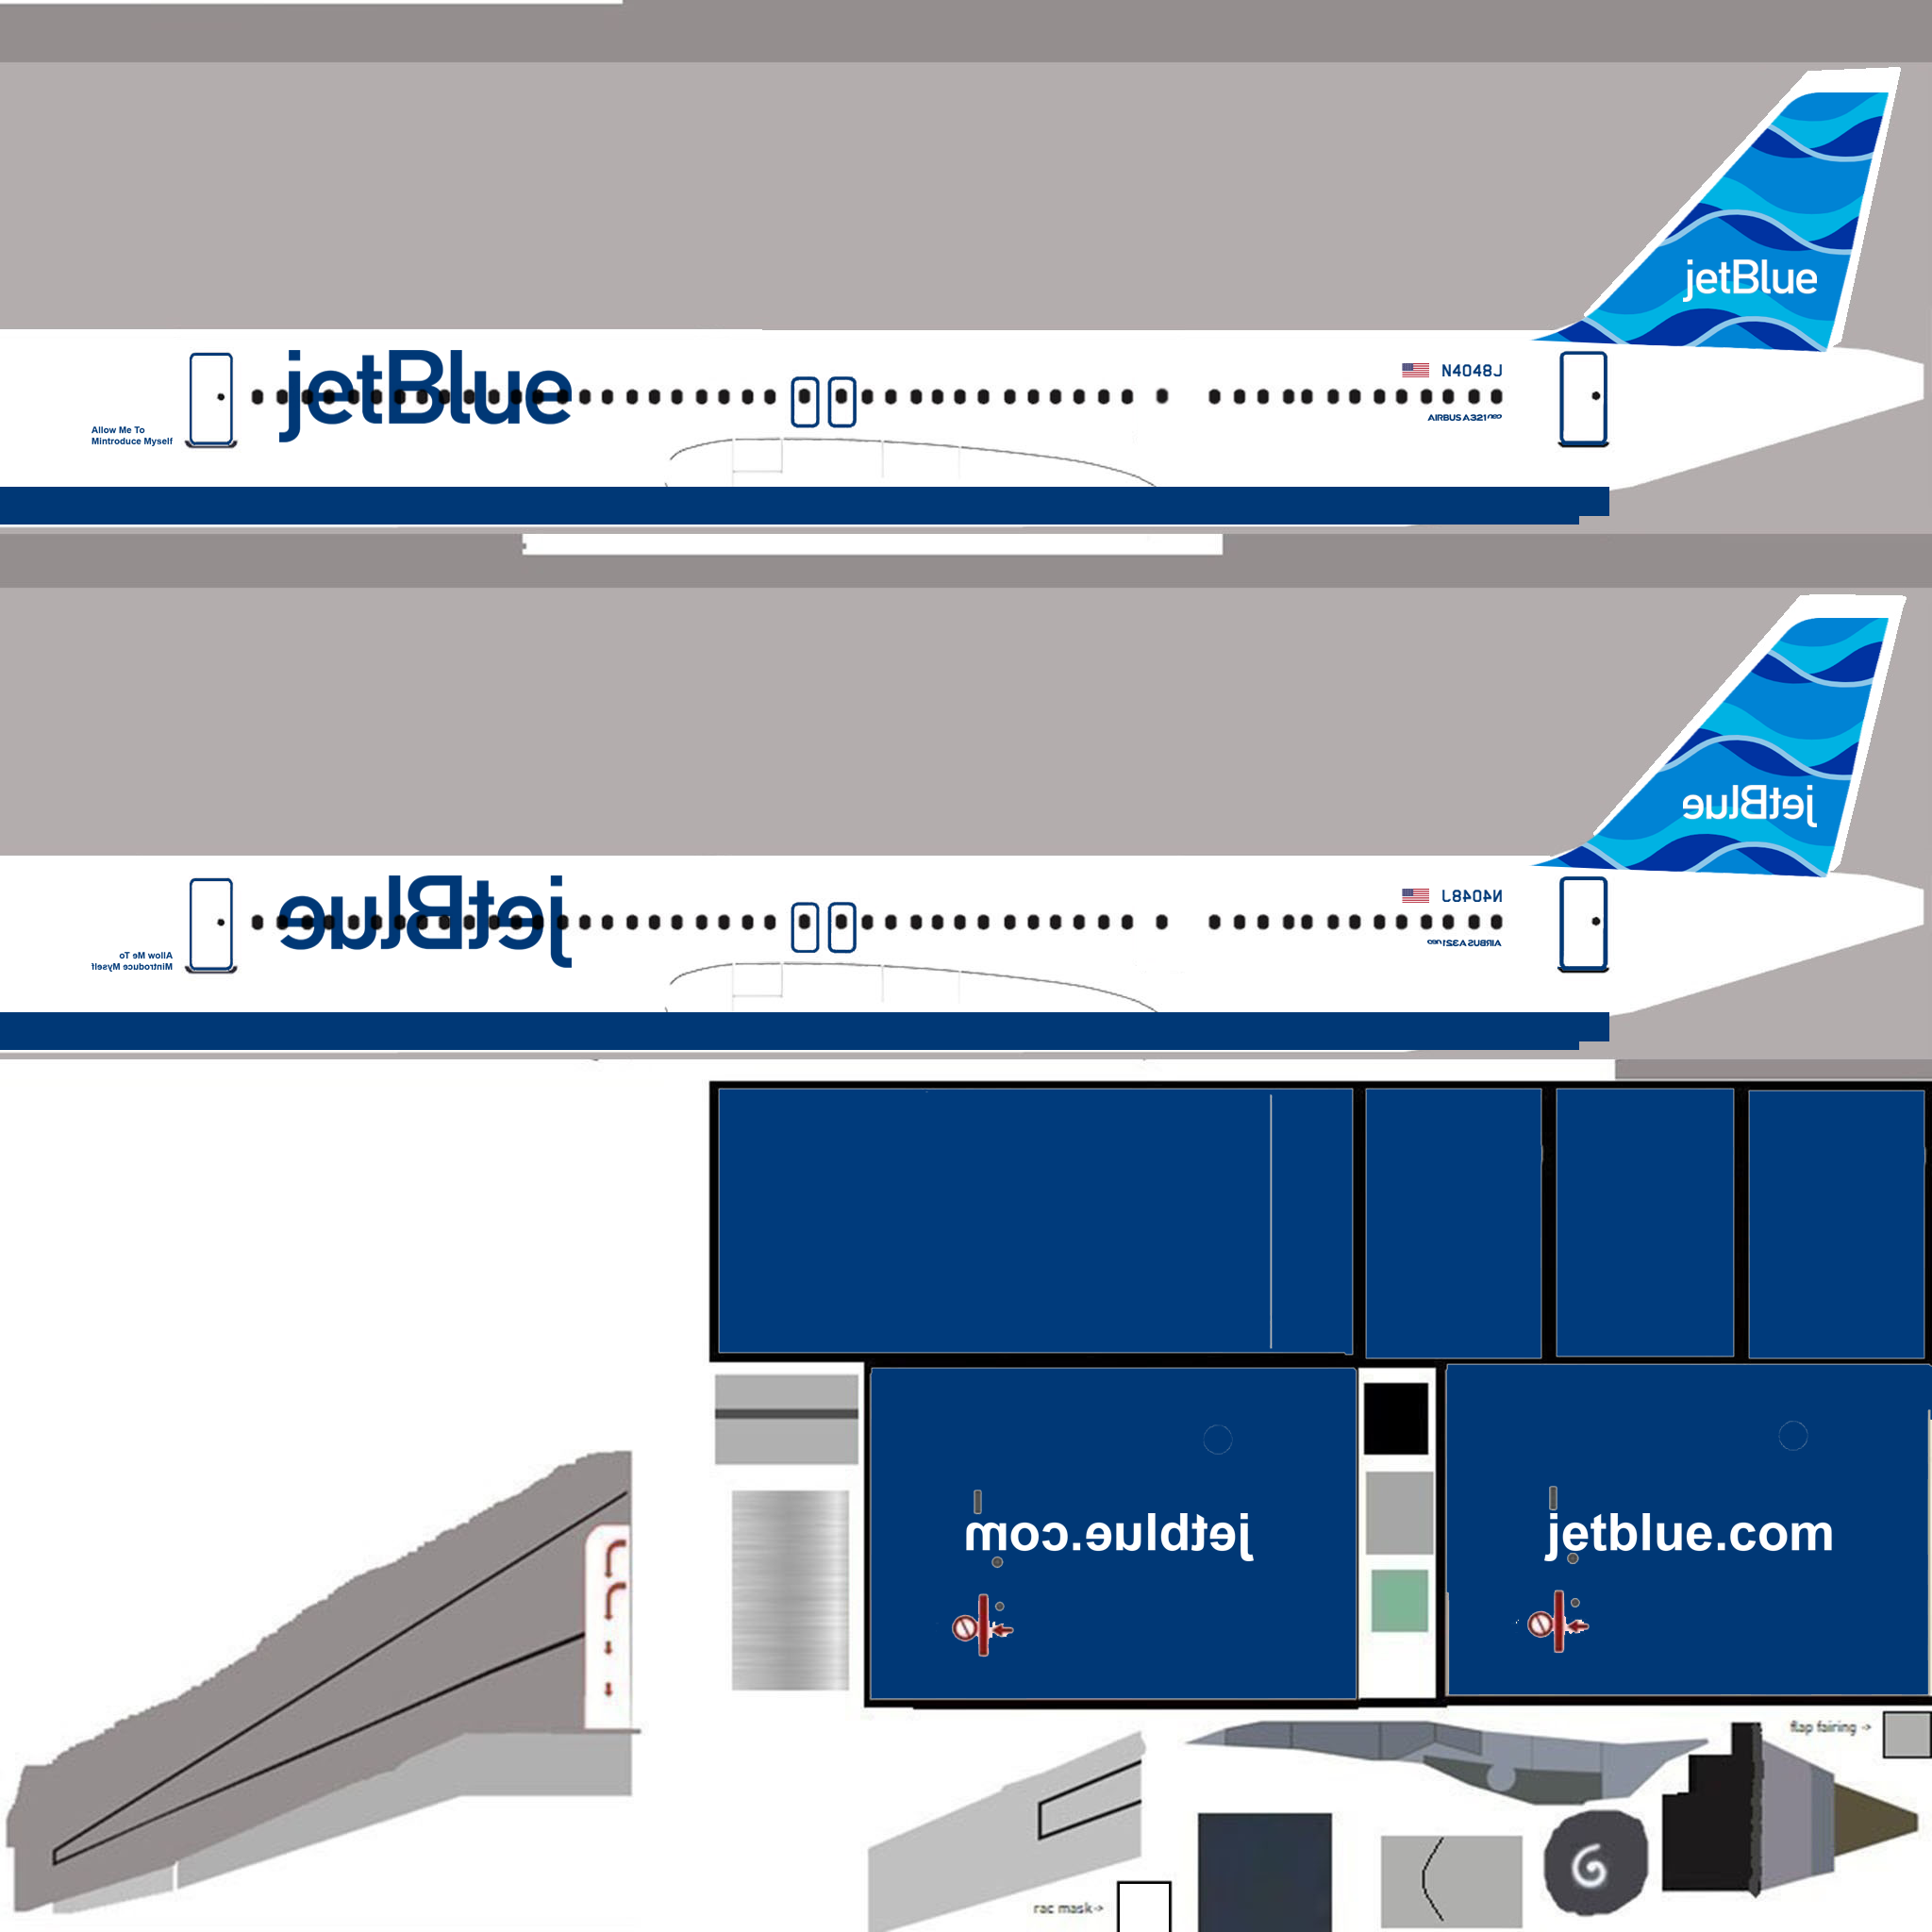 jetBlue
jetBlue
N4048J
AIRBUS A321neo
Allow Me To
Mintroduce Myself
jetBlue
jetBlue
N4048J
AIRBUS A321neo
Allow Me To
Mintroduce Myself
jetblue.com
jetblue.com
flap fairing ->
rac mask->